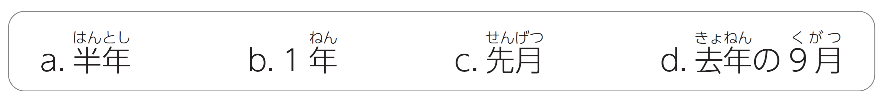 はんとし ねん せんげつ きょねん くがつ
a. 半年 b. 1 年 c. 先月 d. 去年の 9 月